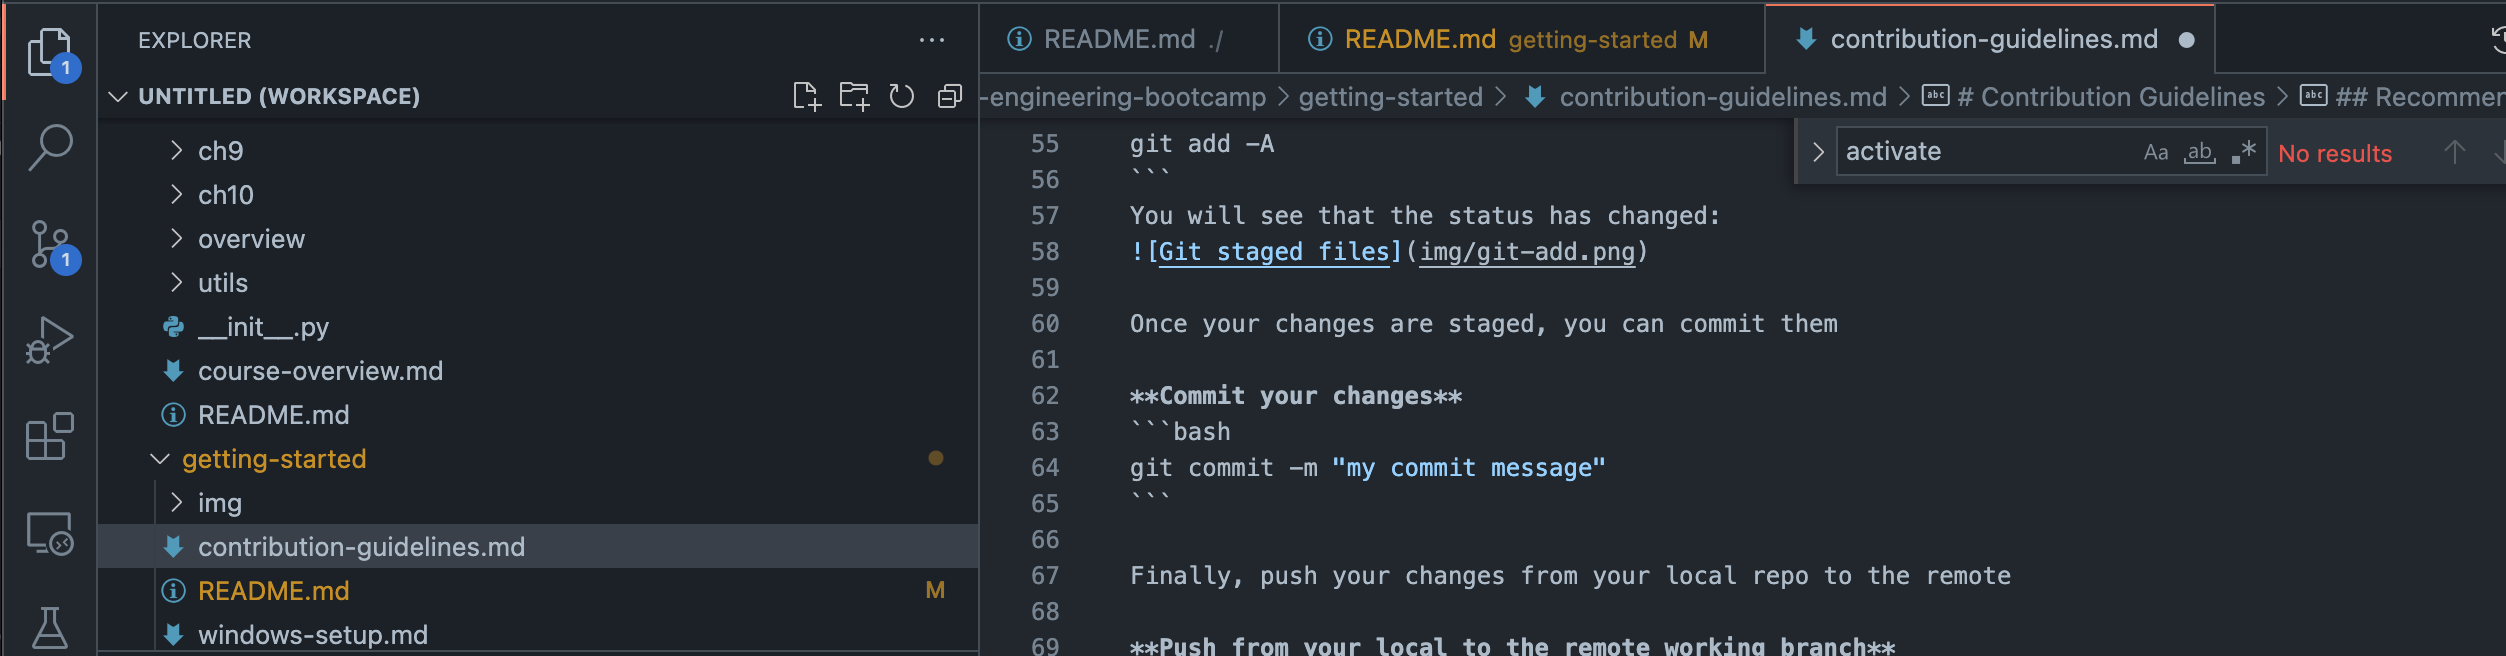 EXPLORER
UNTITLED (WORKSPACE)
ch9
ch10
overview
utils
__init__.py
course-overview.md
README.md
getting-started
img
contribution-guidelines.md
README.md M
windows-setup.md
1
1
README.md ./
README.md getting-started M
contribution-guidelines.md
-engineering-bootcamp > getting-started > contribution-guidelines.md > abc # Contribution Guidelines > abc ## Recommen
activate Aa ab .* No results
55 git add -A
56 ```
57 You will see that the status has changed:
58 ![Git staged files](img/git-add.png)
59
60 Once your changes are staged, you can commit them
61
62 **Commit your changes**
63 ```bash
64 git commit -m "my commit message"
65 ```
66
67 Finally, push your changes from your local repo to the remote
68
69 **Push from your local to the remote working branch**